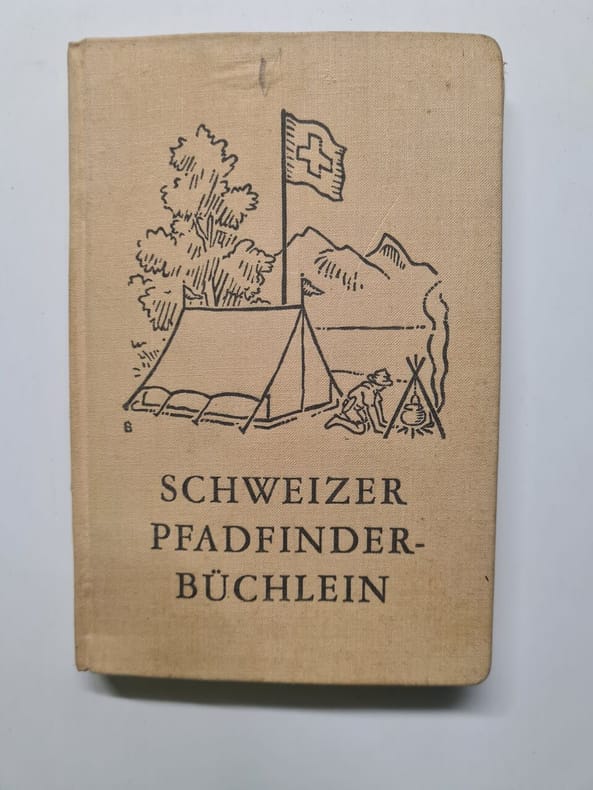 B
SCHWEIZER
PFADFINDER-
BÜCHLEIN